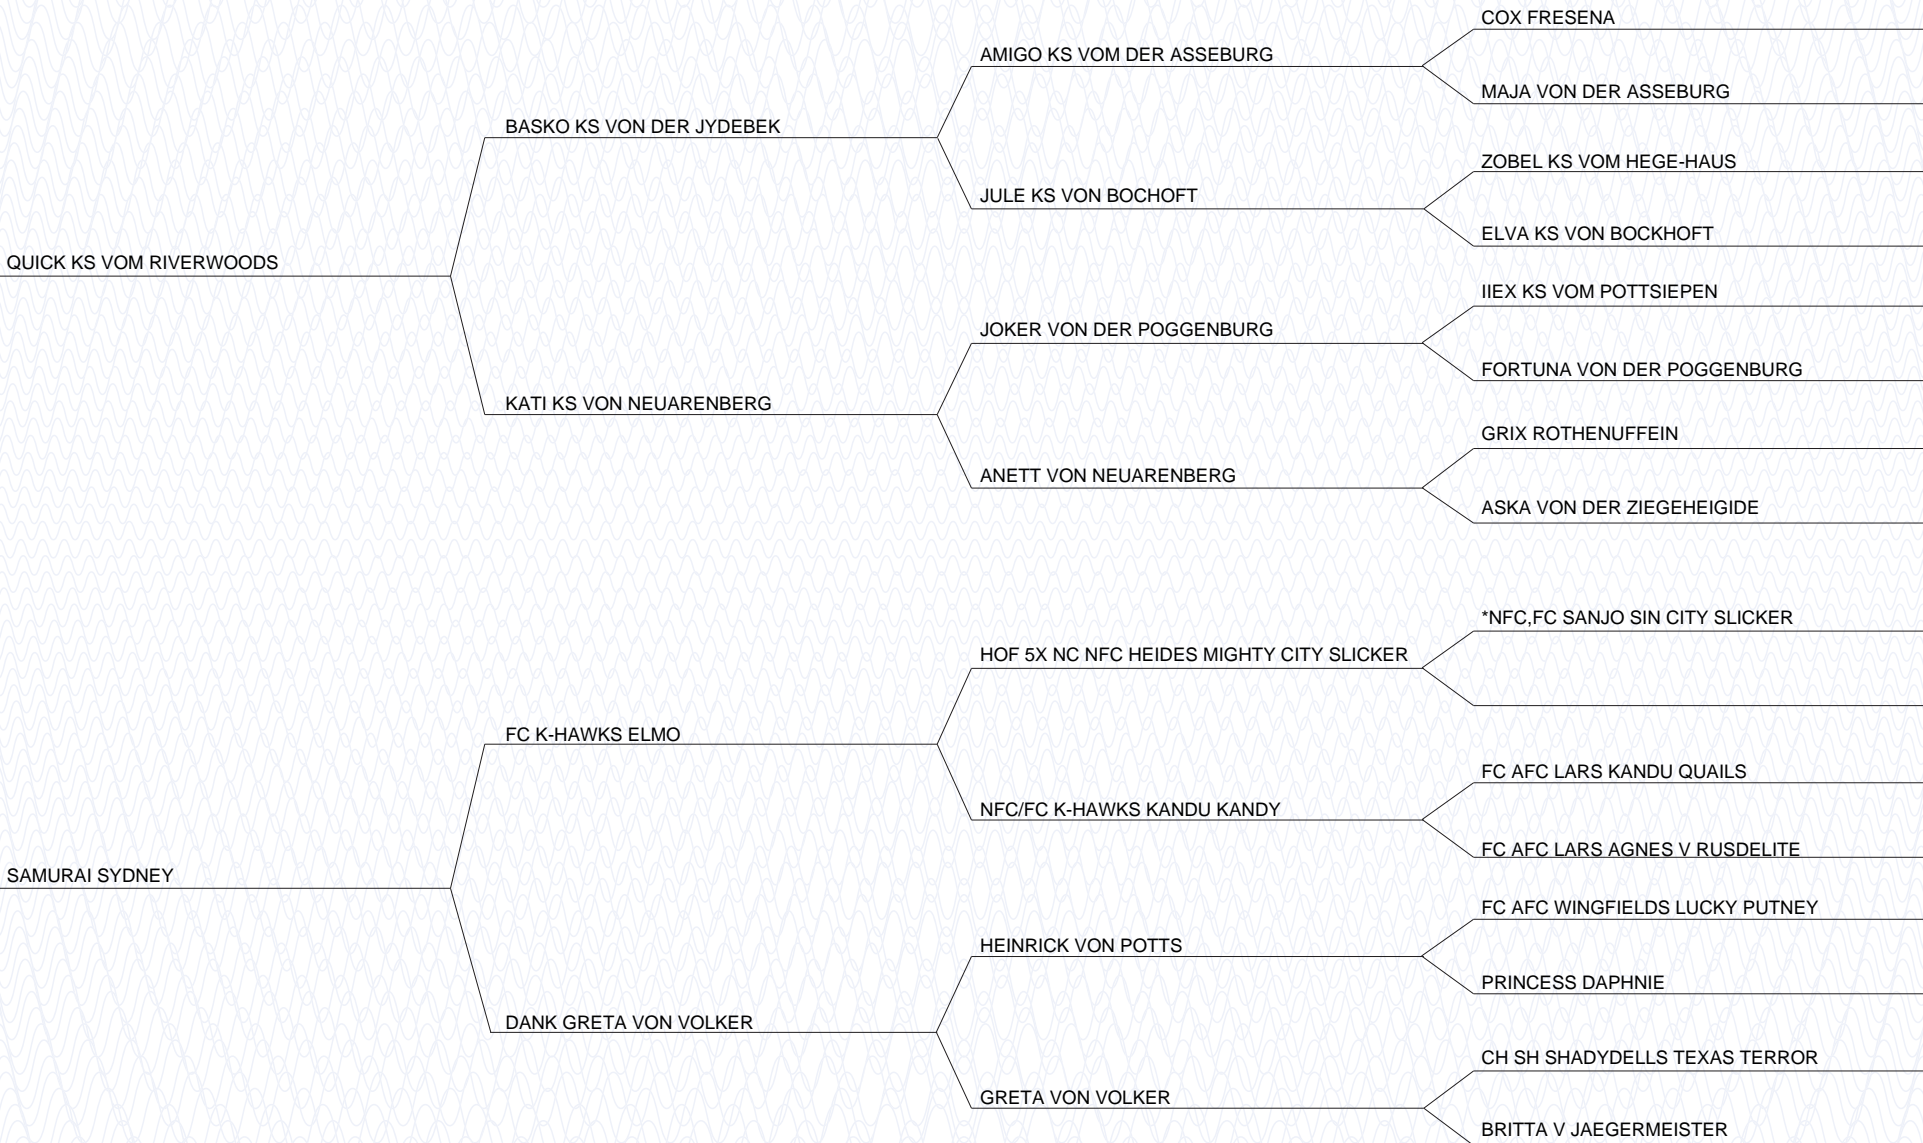 COX FRESENA
AMIGO KS VOM DER ASSEBURG
MAJA VON DER ASSEBURG
BASKO KS VON DER JYDEBEK
ZOBEL KS VOM HEGE-HAUS
JULE KS VON BOCHOFT
ELVA KS VON BOCKHOFT
QUICK KS VOM RIVERWOODS
IIEX KS VOM POTTSIEPEN
JOKER VON DER POGGENBURG
FORTUNA VON DER POGGENBURG
KATI KS VON NEUARENBERG
GRIX ROTHENUFFEIN
ANETT VON NEUARENBERG
ASKA VON DER ZIEGEHEIGIDE
*NFC,FC SANJO SIN CITY SLICKER
HOF 5X NC NFC HEIDES MIGHTY CITY SLICKER
FC K-HAWKS ELMO
FC AFC LARS KANDU QUAILS
NFC/FC K-HAWKS KANDU KANDY
FC AFC LARS AGNES V RUSDELITE
SAMURAI SYDNEY
FC AFC WINGFIELDS LUCKY PUTNEY
HEINRICK VON POTTS
PRINCESS DAPHNIE
DANK GRETA VON VOLKER
CH SH SHADYDELLS TEXAS TERROR
GRETA VON VOLKER
BRITTA V JAEGERMEISTER